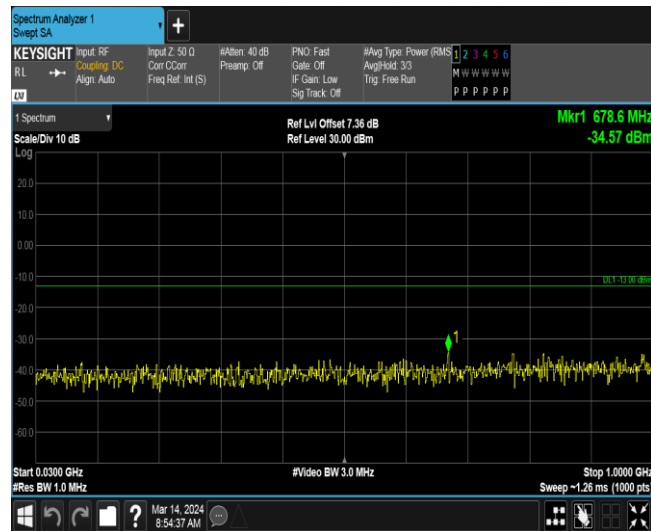 Spectrum Analyzer 1
Swept SA
KEYSIGHT
RL
LXI
Input: RF
Coupling: DC
Align: Auto
Input Z: 50 Ω
Corr CCorr
Freq Ref: Int (S)
#Atten: 40 dB
Preamp: Off
PNO: Fast
Gate: Off
IF Gain: Low
Sig Track: Off
#Avg Type: Power (RMS
Avg|Hold: 3/3
Trig: Free Run
1 2 3 4 5 6
M W W W W W
P P P P P P
1 Spectrum
Scale/Div 10 dB
Ref Lvl Offset 7.36 dB
Ref Level 30.00 dBm
Mkr1 678.6 MHz
-34.57 dBm
Log
20.0
10.0
0.00
-10.0
DL1 -13.00 dBm
-20.0
-30.0
1
-40.0
-50.0
-60.0
Start 0.0300 GHz
#Video BW 3.0 MHz
Stop 1.0000 GHz
#Res BW 1.0 MHz
Sweep ~1.26 ms (1000 pts)
?
Mar 14, 2024
8:54:37 AM